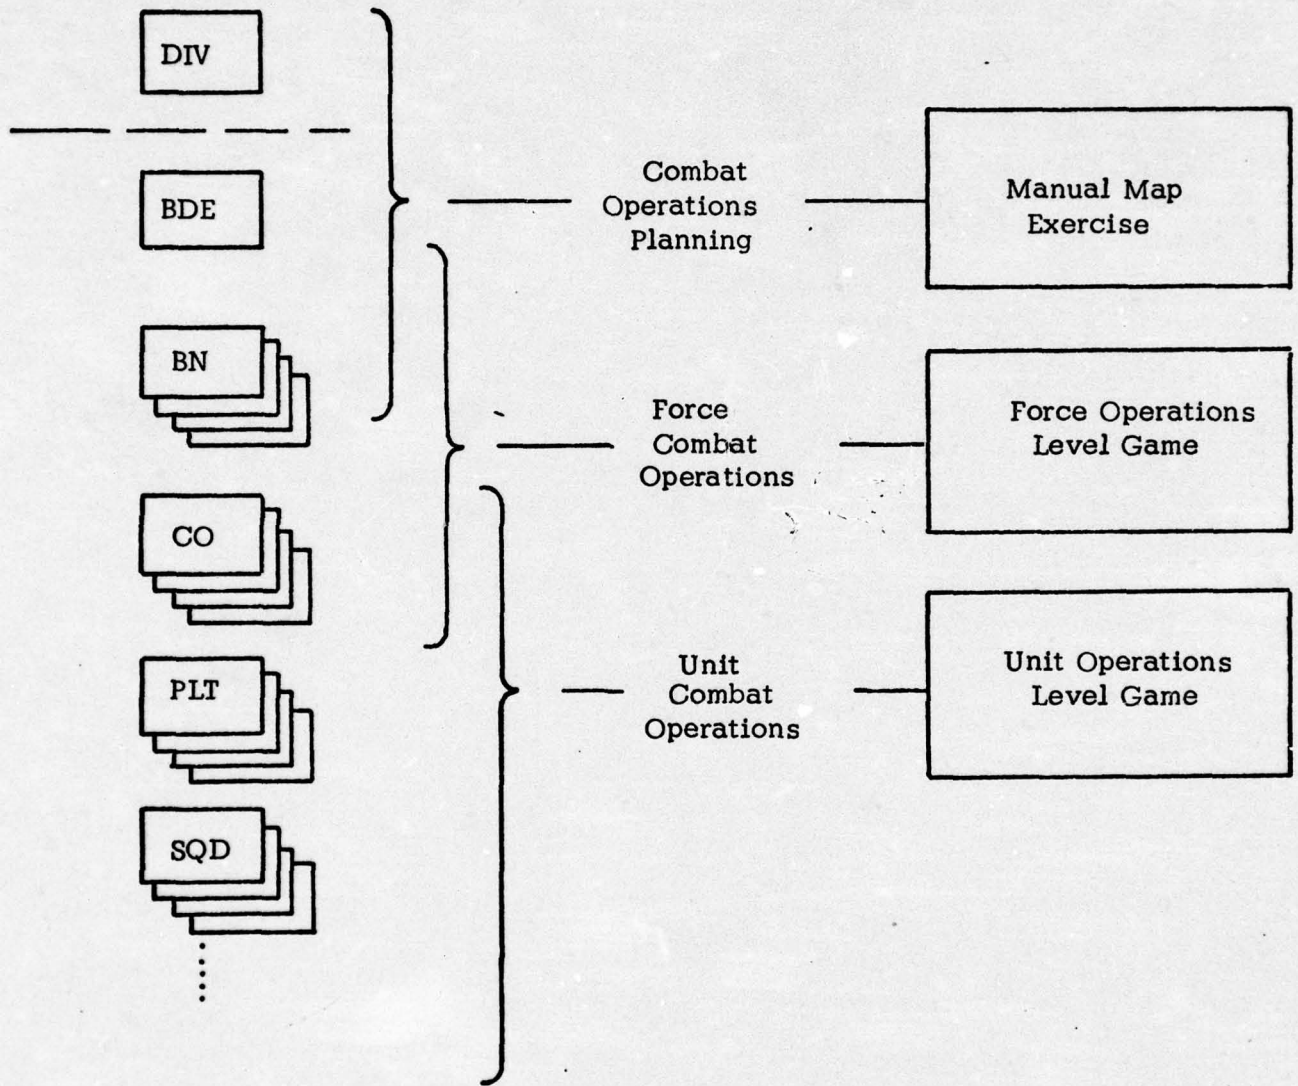 DIV
BDE
BN
CO
PLT
SQD
Combat
Operations
Planning
Manual Map
Exercise
Force
Combat
Operations
Force Operations
Level Game
Unit
Combat
Operations
Unit Operations
Level Game